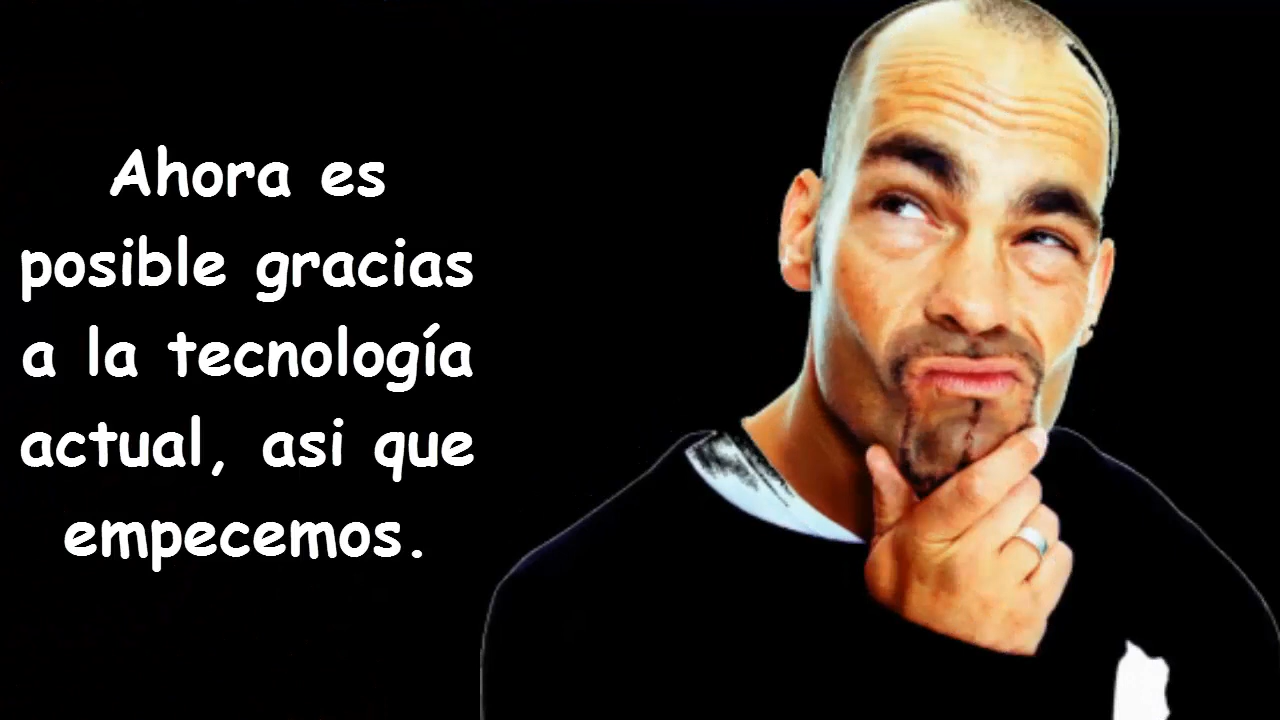 Ahora es
posible gracias
a la tecnología
actual, asi que
empecemos.